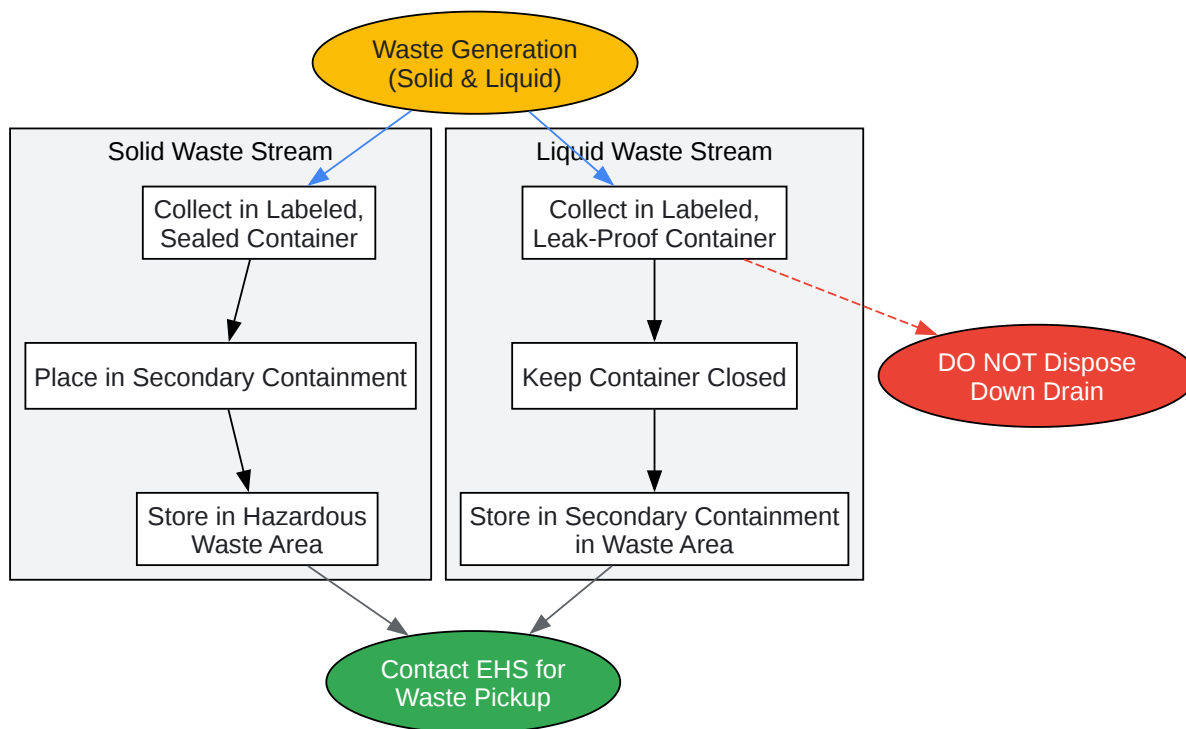 Waste Generation
(Solid & Liquid)
Solid Waste Stream
Collect in Labeled,
Sealed Container
Place in Secondary Containment
Store in Hazardous
Waste Area
Liquid Waste Stream
Collect in Labeled,
Leak-Proof Container
Keep Container Closed
Store in Secondary Containment
in Waste Area
DO NOT Dispose
Down Drain
Contact EHS for
Waste Pickup